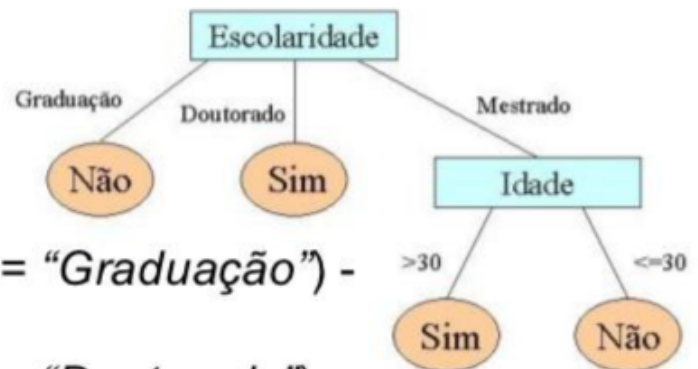 Escolaridade
Graduação
Doutorado
Mestrado
Não
Sim
Idade
= “Graduação”) -
>30
<=30
Sim
Não